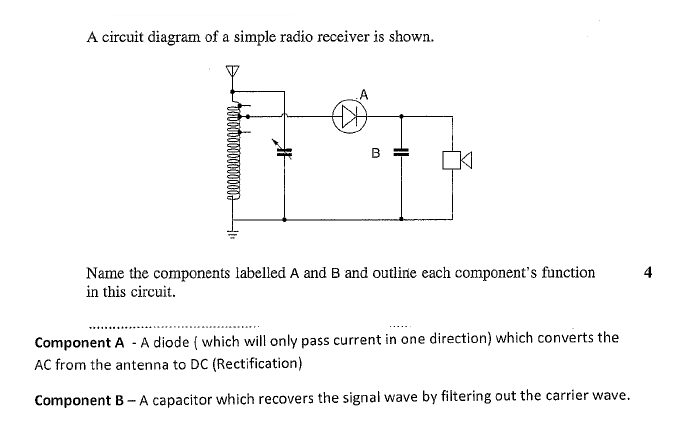 A circuit diagram of a simple radio receiver is shown.
A
B
Name the components labelled A and B and outline each component's function 4
in this circuit.
Component A - A diode ( which will only pass current in one direction) which converts the
AC from the antenna to DC (Rectification)
Component B – A capacitor which recovers the signal wave by filtering out the carrier wave.